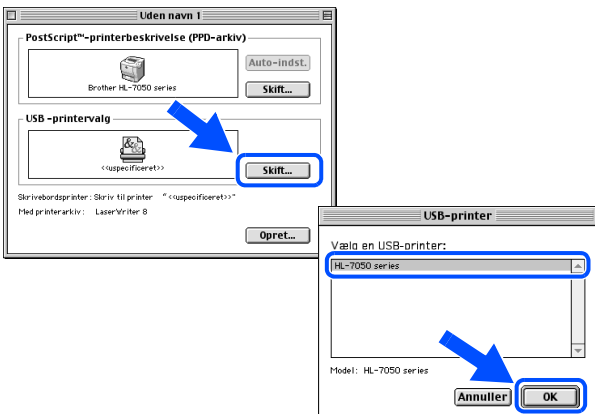 Uden navn 1
PostScript™-printerbeskrivelse (PPD-arkiv)
Auto-indst.
Brother HL-7050 series
Skift...
USB -printervalg
<<uspecificeret>>
Skift...
Skrivebordsprinter: Skriv til printer "<<uspecificeret>>"
Med printerarkiv: LaserWriter 8
Opret...
USB-printer
Vælg en USB-printer:
HL-7050 series
Model: HL-7050 series
Annuller OK